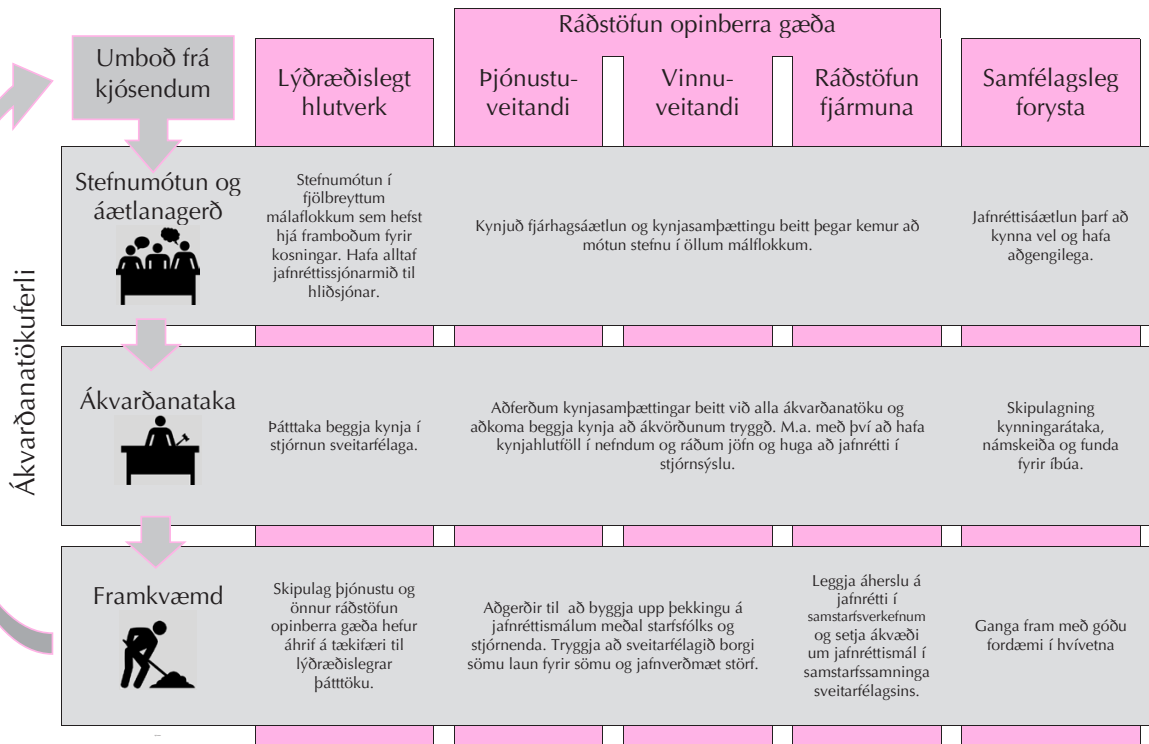 Ráðstöfun opinberra gæða
Umboð frá
kjósendum
Lýðræðislegt
hlutverk
Þjónustu-
veitandi
Vinnu-
veitandi
Ráðstöfun
fjármuna
Samfélagsleg
forysta
Ákvarðanatökuferli
Stefnumótun og
áætlanagerð
Stefnumótun í
fjölbreyttum
málaflokkum sem hefst
hjá framboðum fyrir
kosningar. Hafa alltaf
jafnréttissjónarmið til
hliðsjónar.
Kynjuð fjárhagsáætlun og kynjasamþættingu beitt þegar kemur að
mótun stefnu í öllum málflokkum.
Jafnréttisáætlun þarf að
kynna vel og hafa
aðgengilega.
Ákvarðanataka
Þátttaka beggja kynja í
stjórnun sveitarfélaga.
Aðferðum kynjasamþættingar beitt við alla ákvarðanatöku og
aðkoma beggja kynja að ákvörðunum tryggð. M.a. með því að hafa
kynjahlutföll í nefndum og ráðum jöfn og huga að jafnrétti í
stjórnsýslu.
Skipulagning
kynningarátaka,
námskeiða og funda
fyrir íbúa.
Framkvæmd
Skipulag þjónustu og
önnur ráðstöfun
opinberra gæða hefur
áhrif á tækifæri til
lýðræðislegrar
þátttöku.
Aðgerðir til að byggja upp þekkingu á
jafnréttismálum meðal starfsfólks og
stjórnenda. Tryggja að sveitarfélagið borgi
sömu laun fyrir sömu og jafnverðmæt störf.
Leggja áherslu á
jafnrétti í
samstarfsverkefnum
og setja ákvæði
um jafnréttismál í
samstarfssamninga
sveitarfélagsins.
Ganga fram með góðu
fordæmi í hvívetna